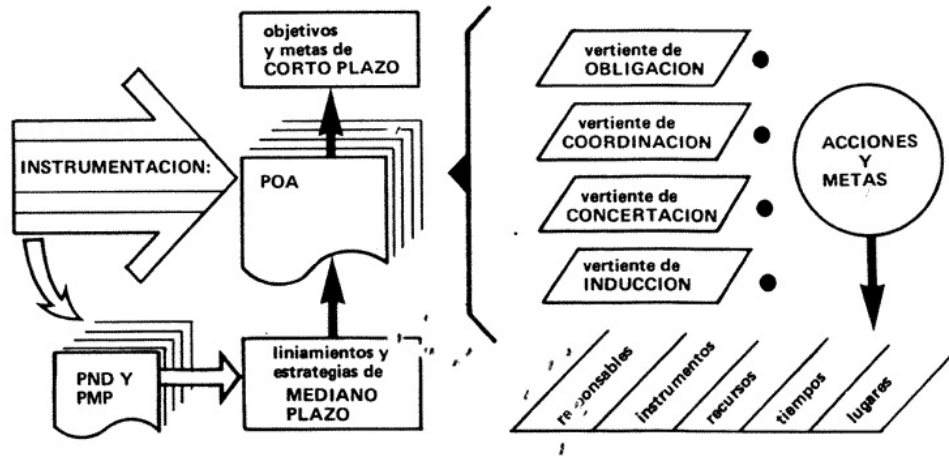 objetivos
y metas de
CORTO PLAZO
INSTRUMENTACION:
POA
PND Y
PMP
liniamientos y
estrategias de
MEDIANO
PLAZO
vertiente de
OBLIGACION
vertiente de
COORDINACION
vertiente de
CONCERTACION
vertiente de
INDUCCION
ACCIONES
Y
METAS
responsables
instrumentos
recursos
tiempos
lugares